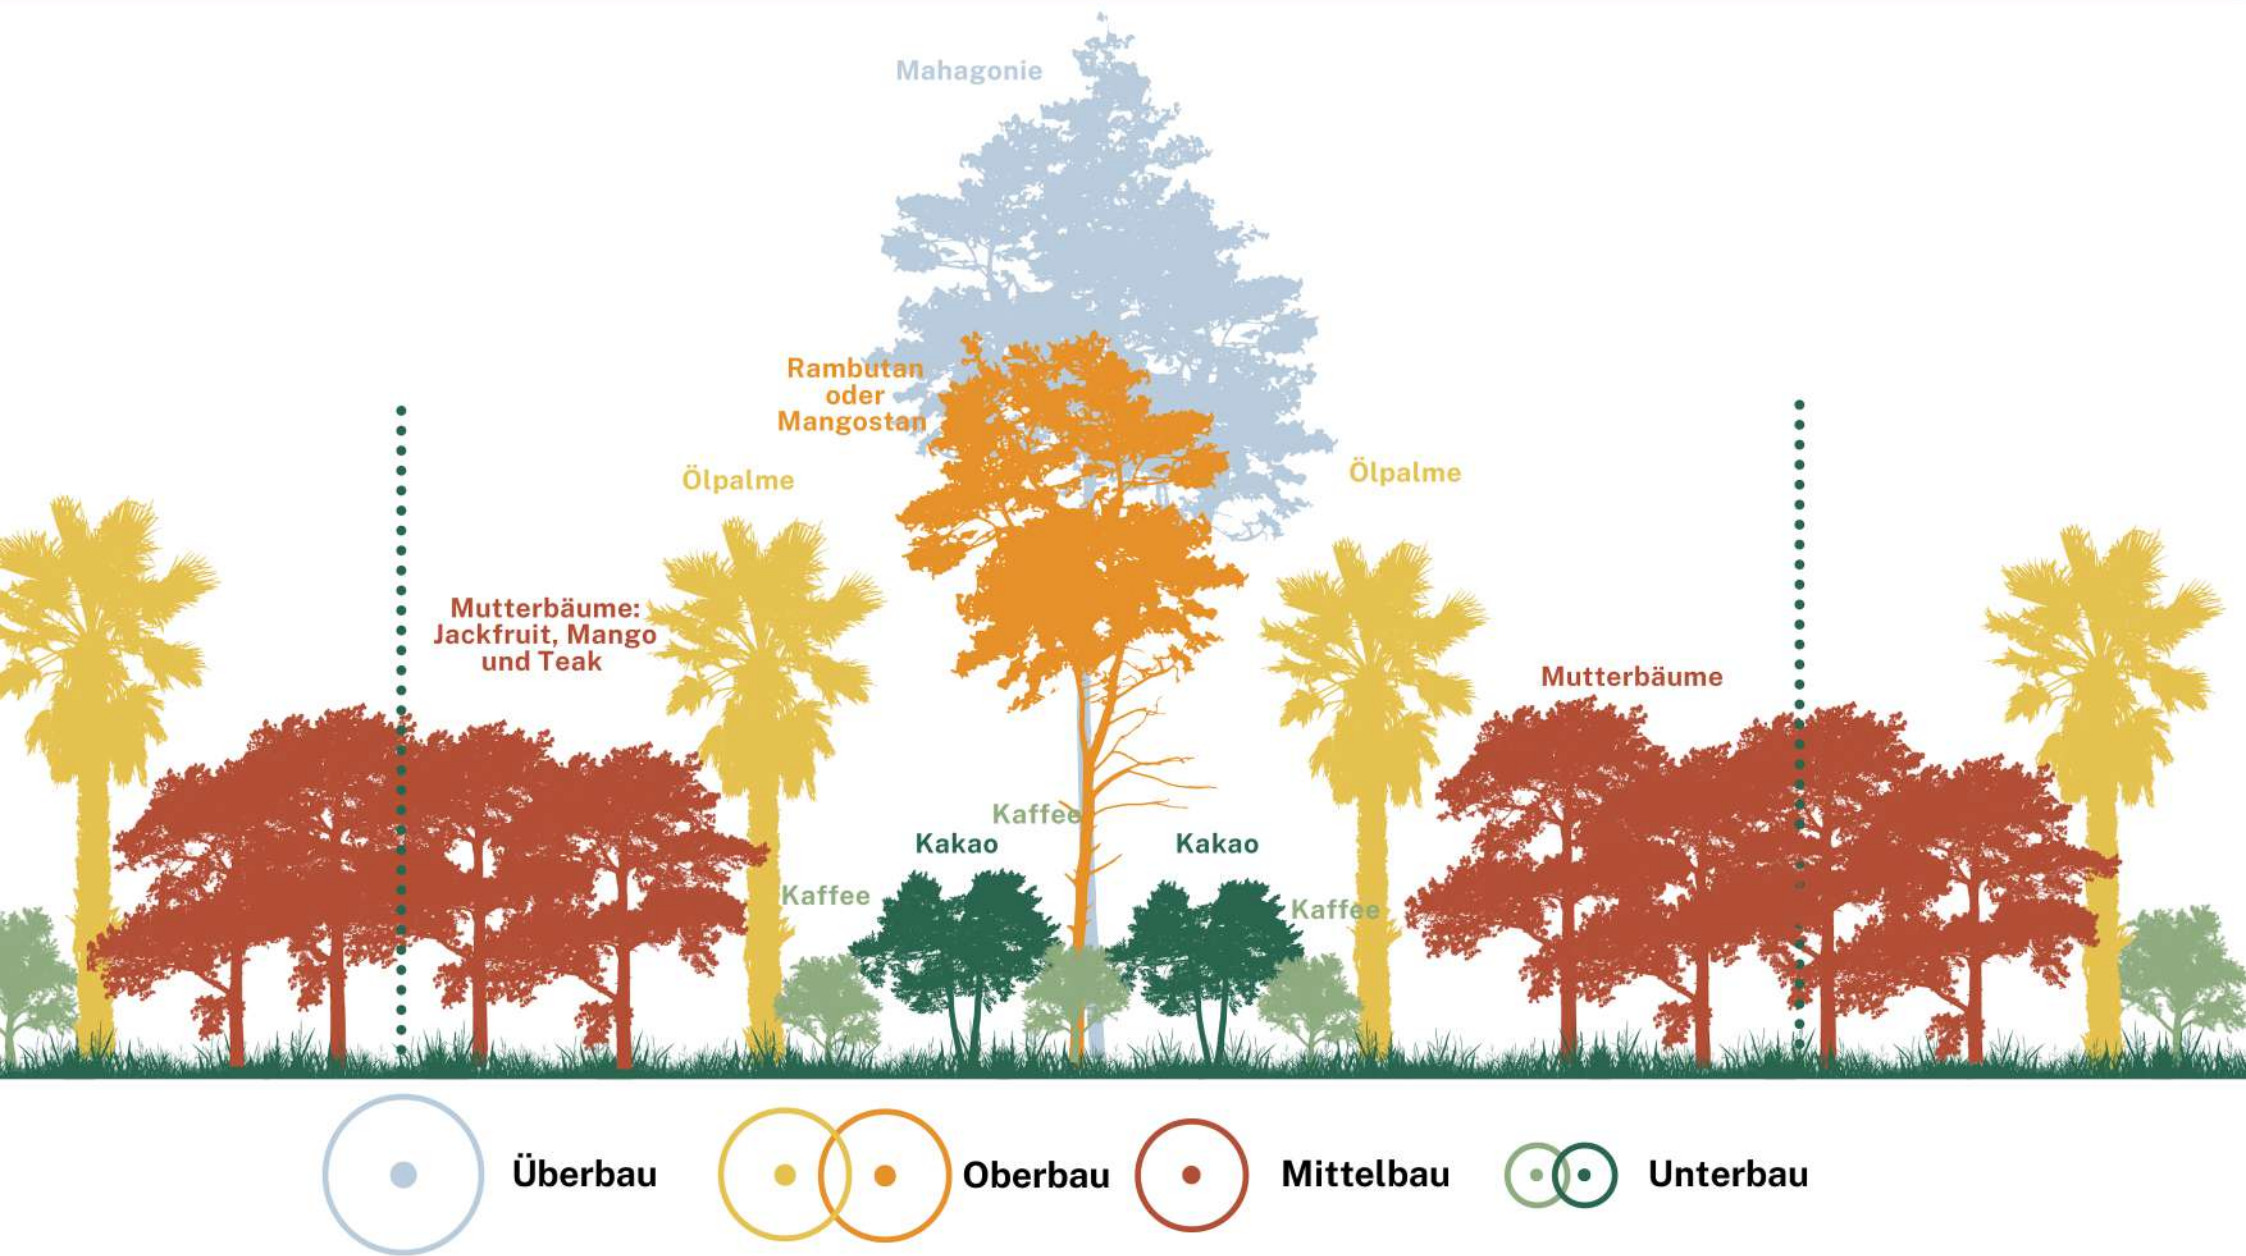 Mahagonie
Rambutan
oder
Mangostan
Ölpalme
Ölpalme
Mutterbäume:
Jackfruit, Mango
und Teak
Mutterbäume
Kaffee
Kakao
Kakao
Kaffee
Kaffee
Überbau
Oberbau
Mittelbau
Unterbau